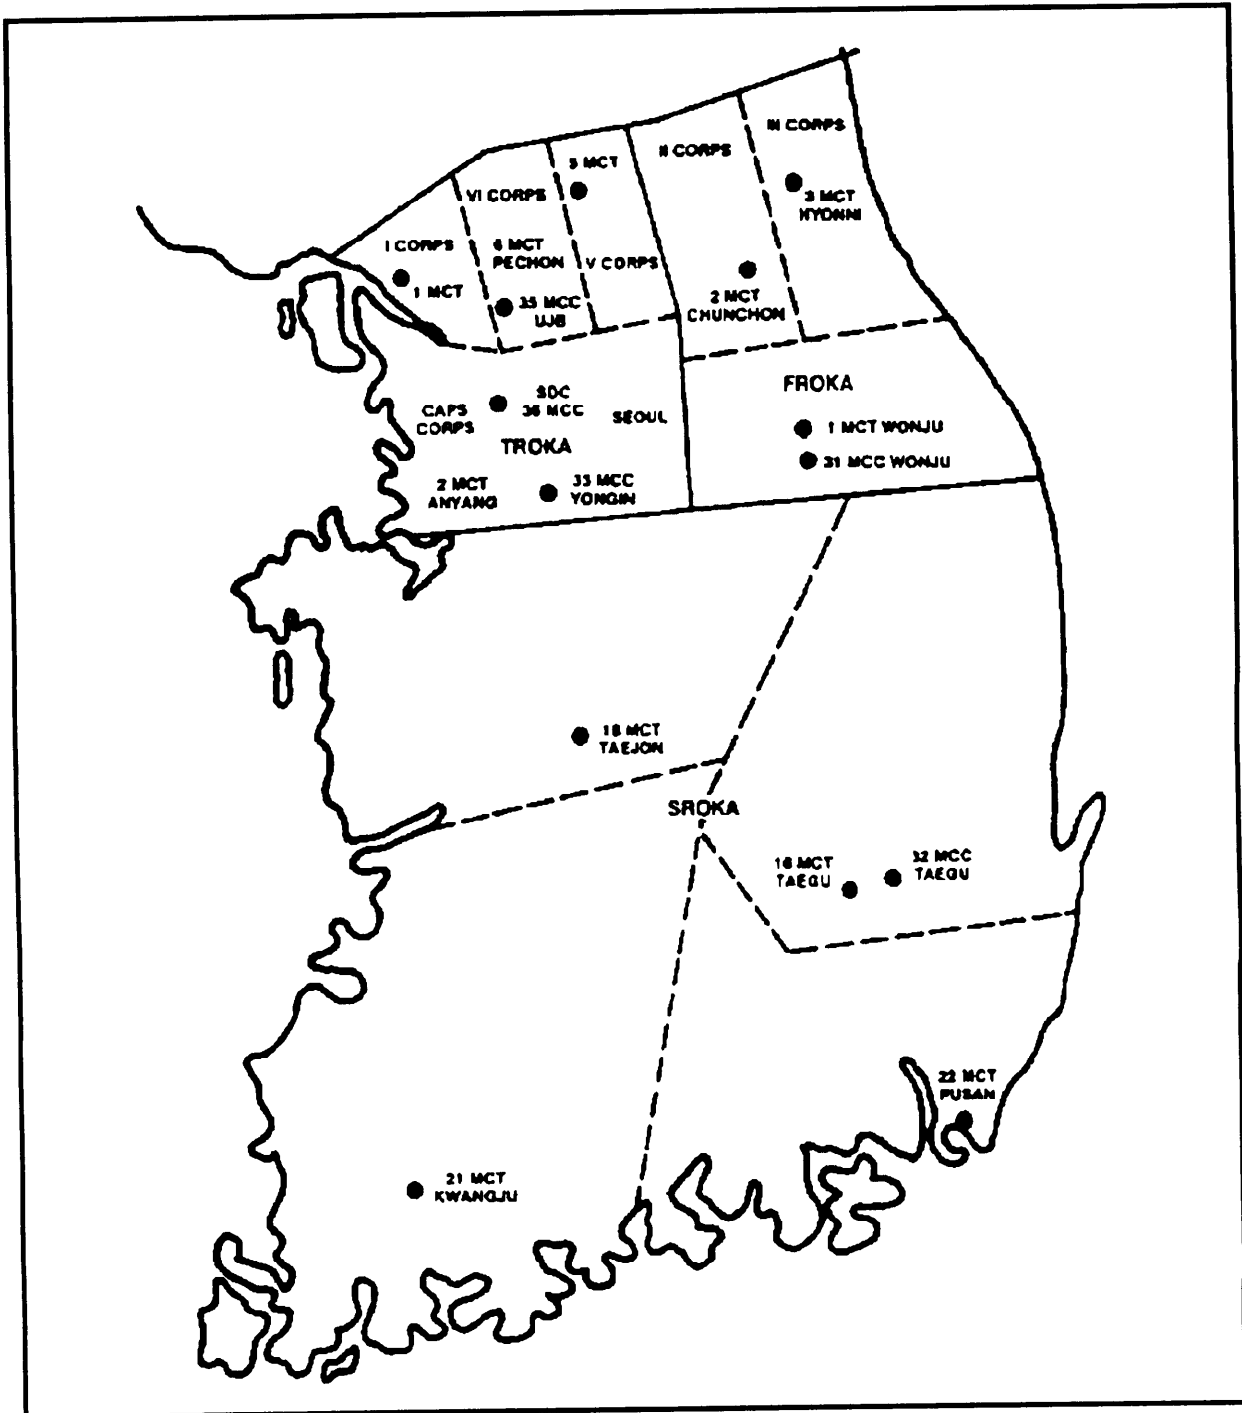 III CORPS
5 MCT
II CORPS
VI CORPS
3 MCT
HYONNI
I CORPS
6 MCT
PECHON
V CORPS
1 MCT
35 MCC
UJB
2 MCT
CHUNCHON
FROKA
SDC
36 MCC
CAPS
CORPS
SEOUL
1 MCT WONJU
TROKA
31 MCC WONJU
2 MCT
ANYANG
33 MCC
YONGIN
18 MCT
TAEJON
SROKA
16 MCT
TAEGU
32 MCC
TAEGU
22 MCT
PUSAN
21 MCT
KWANGJU